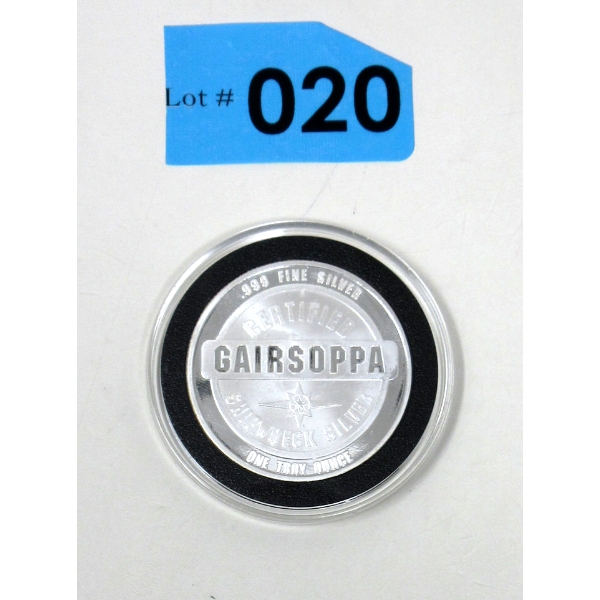 Lot # 020
.999 FINE SILVER
CERTIFIED
GAIRSOPPA
SHIPWRECK SILVER
ONE TROY OUNCE